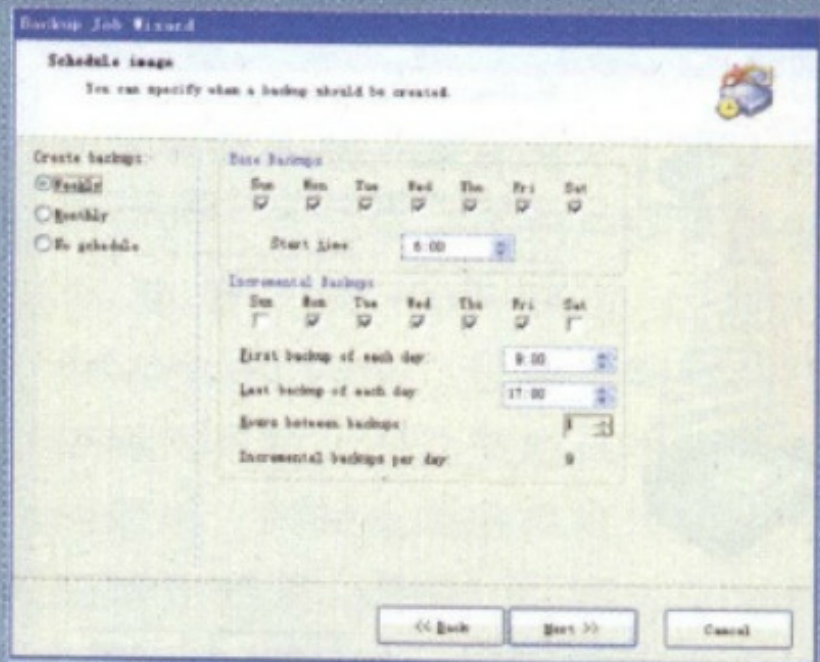 Backup Job Wizard
Schedule image
You can specify when a backup should be created.
Create backups:
Weekly
Monthly
No schedule
Base Backups
Sun Mon Tue Wed Thu Fri Sat
Start time: 6:00
Incremental Backups
Sun Mon Tue Wed Thu Fri Sat
First backup of each day: 9:00
Last backup of each day: 17:00
Hours between backups: 1
Incremental backups per day: 9
<< Back
Next >>
Cancel